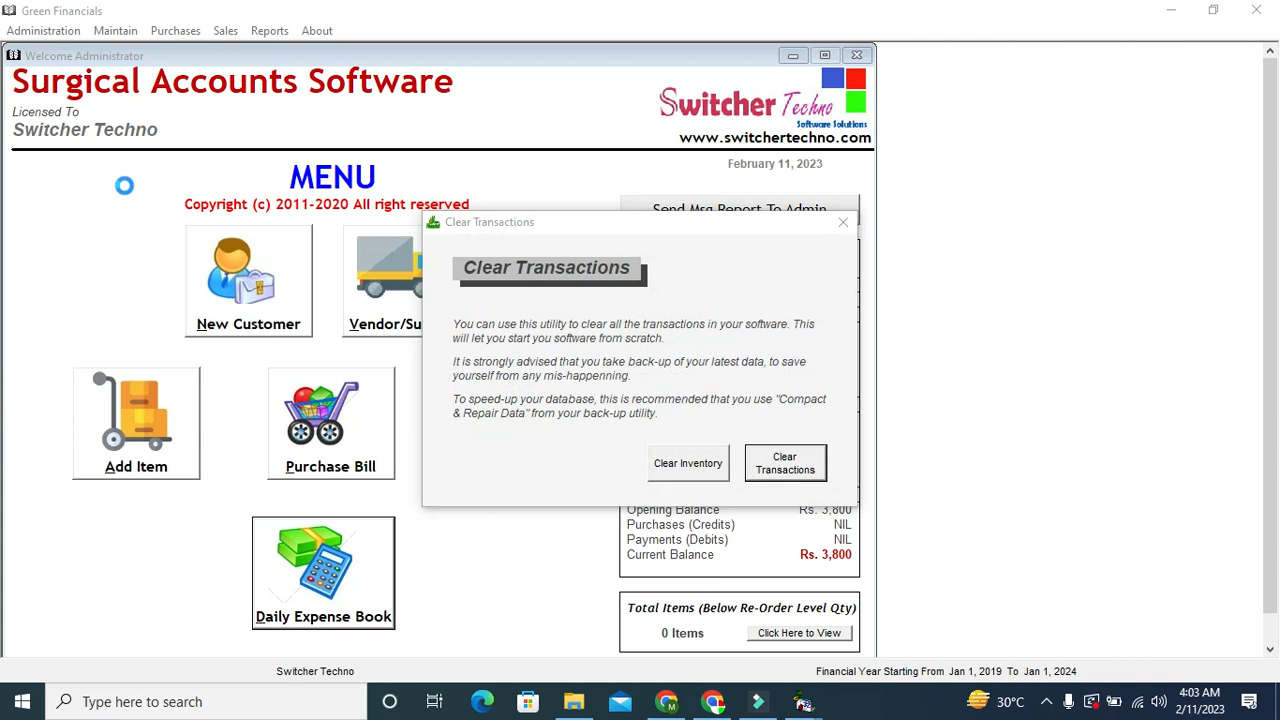 Green Financials
Administration Maintain Purchases Sales Reports About
Welcome Administrator
Surgical Accounts Software
Licensed To
Switcher Techno
Switcher Techno
Software Solutions
www.switchertechno.com
February 11, 2023
MENU
Copyright (c) 2011-2020 All right reserved
Send Msg Report To Admin
New Customer
Vendor/Su
Add Item
Purchase Bill
Daily Expense Book
Clear Transactions
Clear Transactions
You can use this utility to clear all the transactions in your software. This
will let you start you software from scratch.
It is strongly advised that you take back-up of your latest data, to save
yourself from any mis-happenning.
To speed-up your database, this is recommended that you use "Compact
& Repair Data" from your back-up utility.
Clear Inventory
Clear
Transactions
Opening Balance Rs. 3,800
Purchases (Credits) NIL
Payments (Debits) NIL
Current Balance Rs. 3,800
Total Items (Below Re-Order Level Qty)
0 Items Click Here to View
Switcher Techno
Financial Year Starting From Jan 1, 2019 To Jan 1, 2024
Type here to search
30°C
4:03 AM
2/11/2023